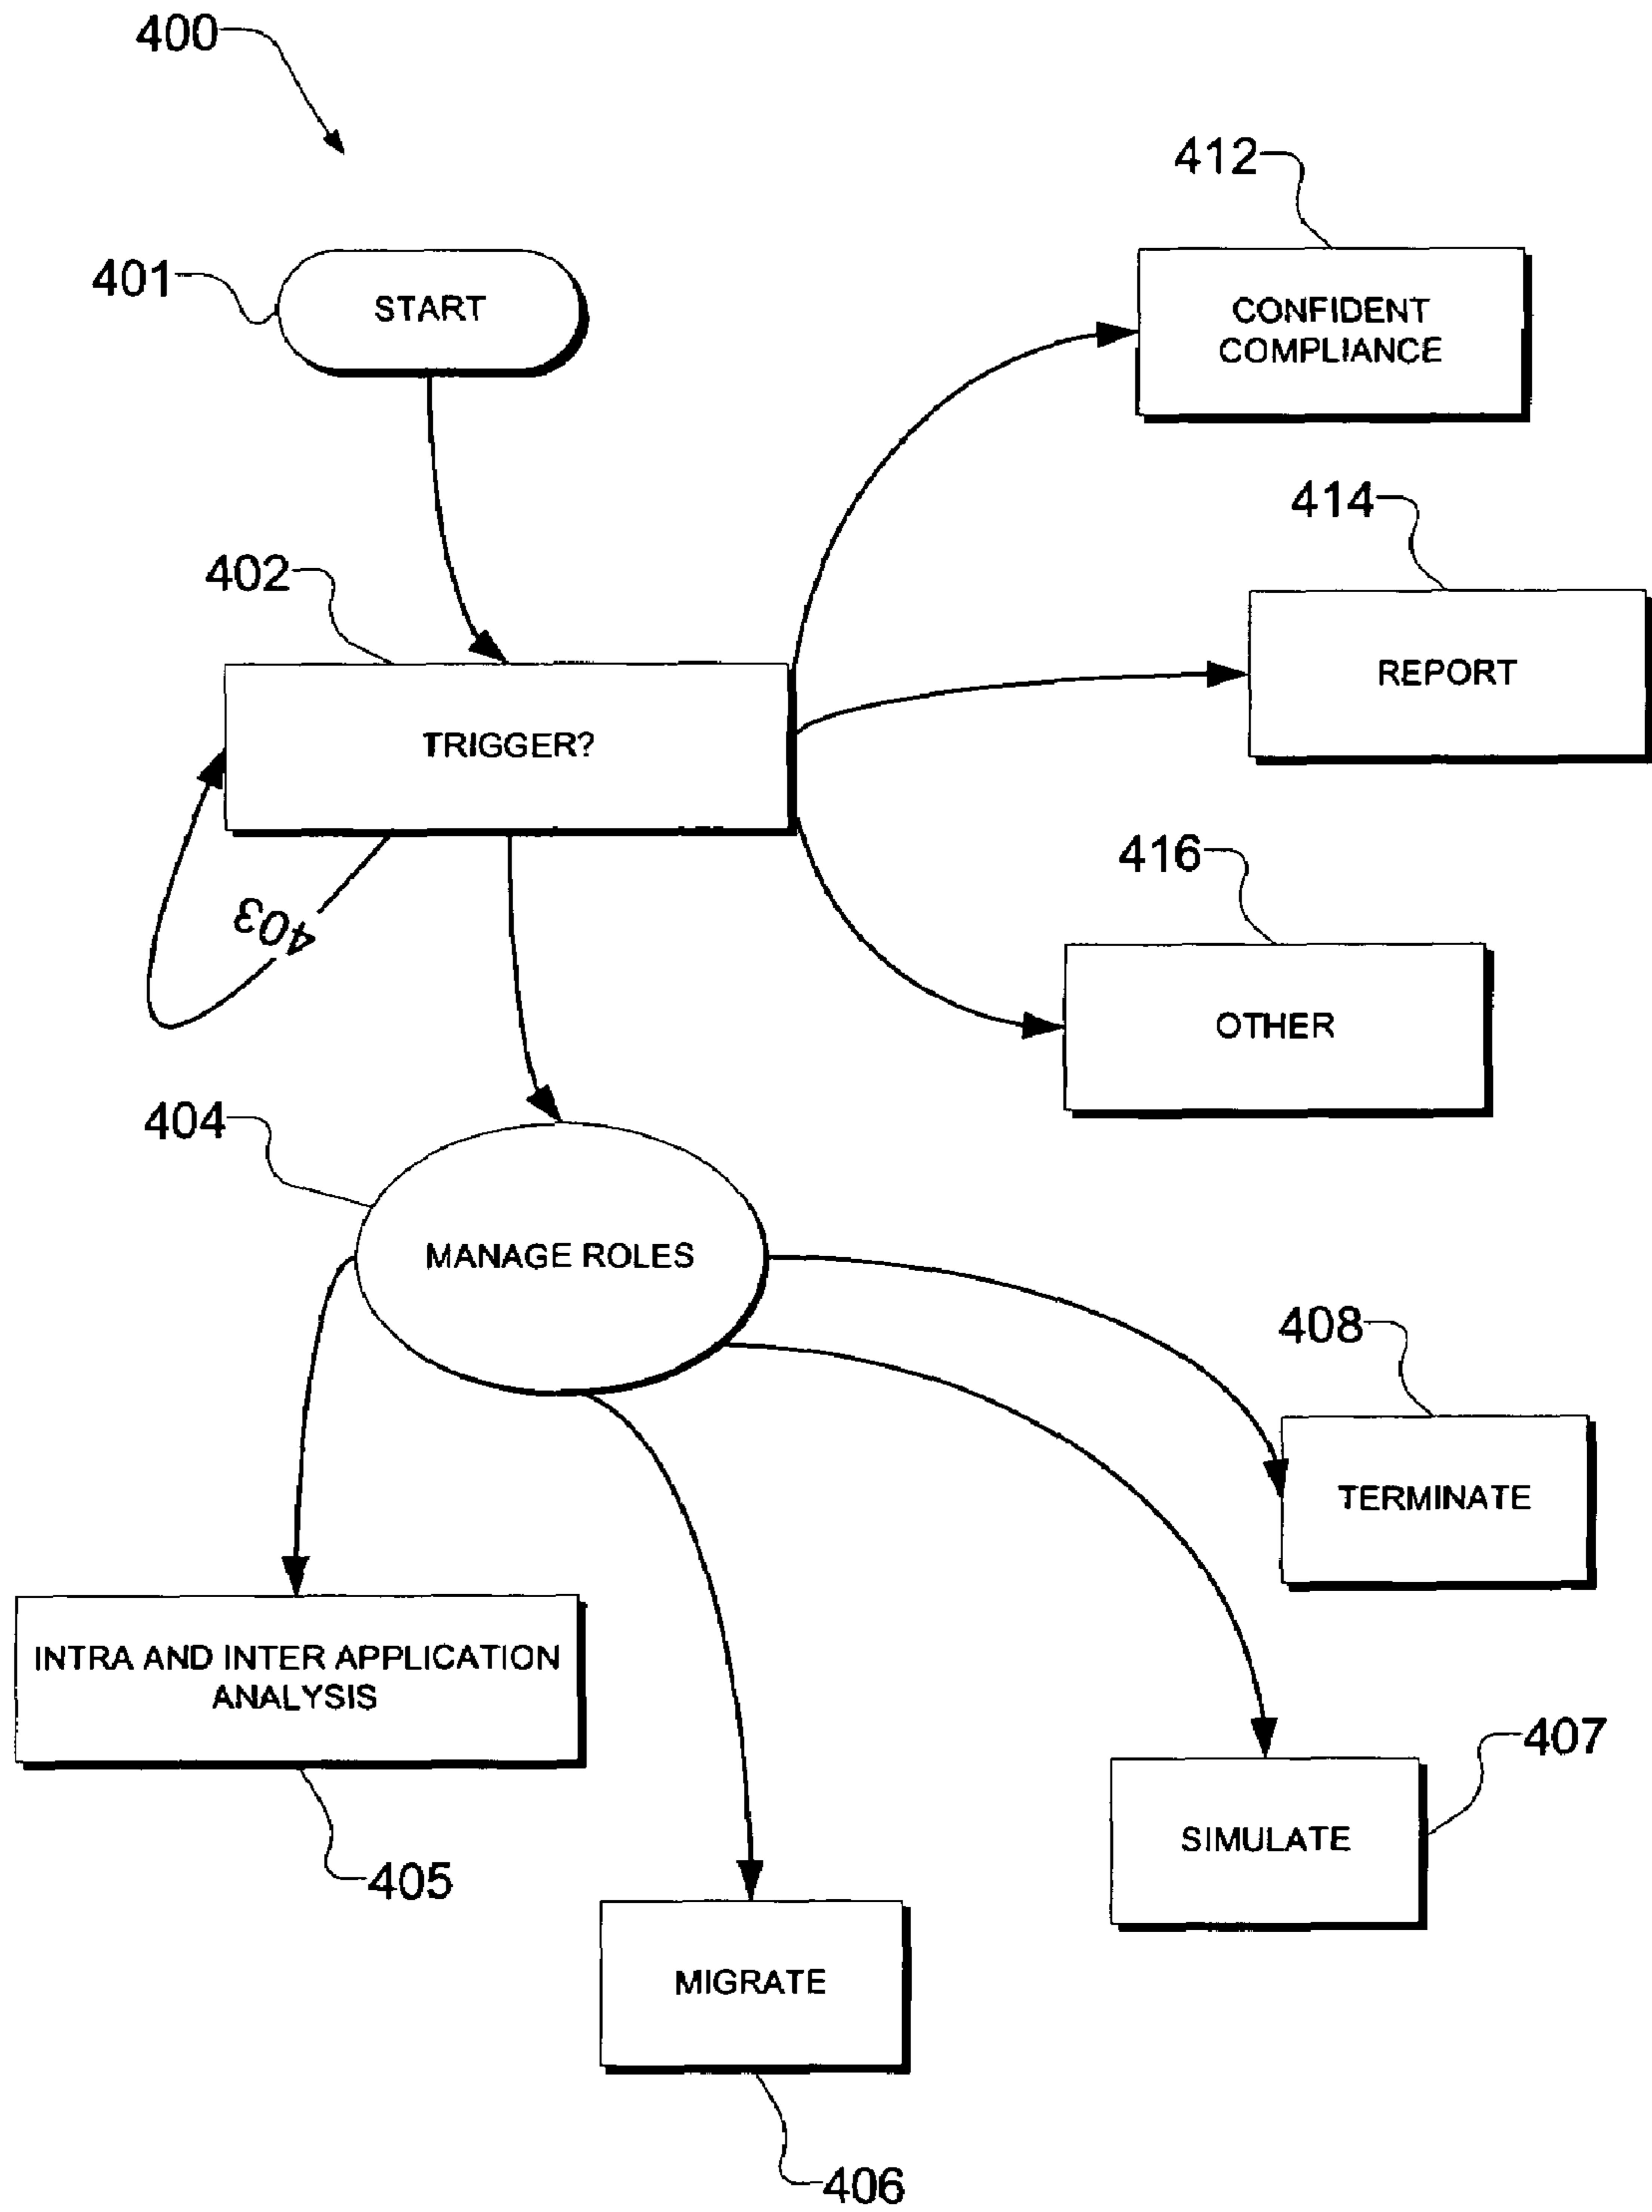 400
412
401
START
CONFIDENT
COMPLIANCE
414
402
REPORT
TRIGGER?
416
403
OTHER
404
MANAGE ROLES
408
TERMINATE
INTRA AND INTER APPLICATION
ANALYSIS
407
SIMULATE
405
MIGRATE
406